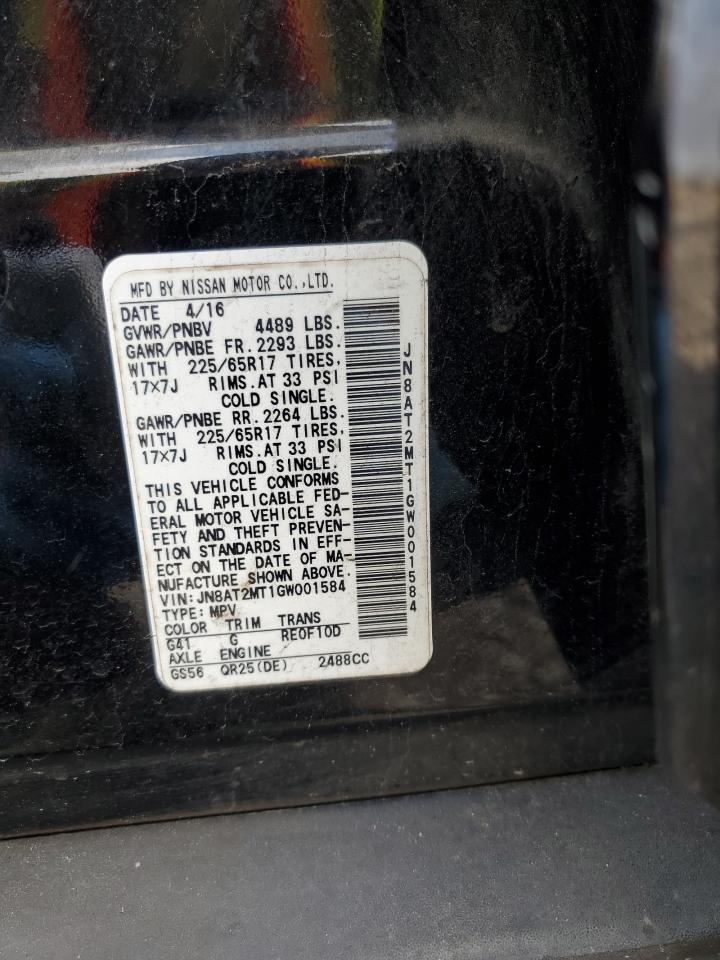 MFD BY NISSAN MOTOR CO.,LTD.
DATE 4/16
GVWR/PNBV 4489 LBS.
GAWR/PNBE FR. 2293 LBS.
WITH 225/65R17 TIRES,
17X7J RIMS.AT 33 PSI
COLD SINGLE.
GAWR/PNBE RR. 2264 LBS.
WITH 225/65R17 TIRES,
17X7J RIMS.AT 33 PSI
COLD SINGLE.
THIS VEHICLE CONFORMS
TO ALL APPLICABLE FED-
ERAL MOTOR VEHICLE SA-
FETY AND THEFT PREVEN-
TION STANDARDS IN EFF-
ECT ON THE DATE OF MA-
NUFACTURE SHOWN ABOVE.
VIN:JN8AT2MT1GW001584
TYPE:MPV
COLOR TRIM TRANS
G41 G RE0F10D
AXLE ENGINE
GS56 QR25(DE) 2488CC
JN8AT2MT1GW001584